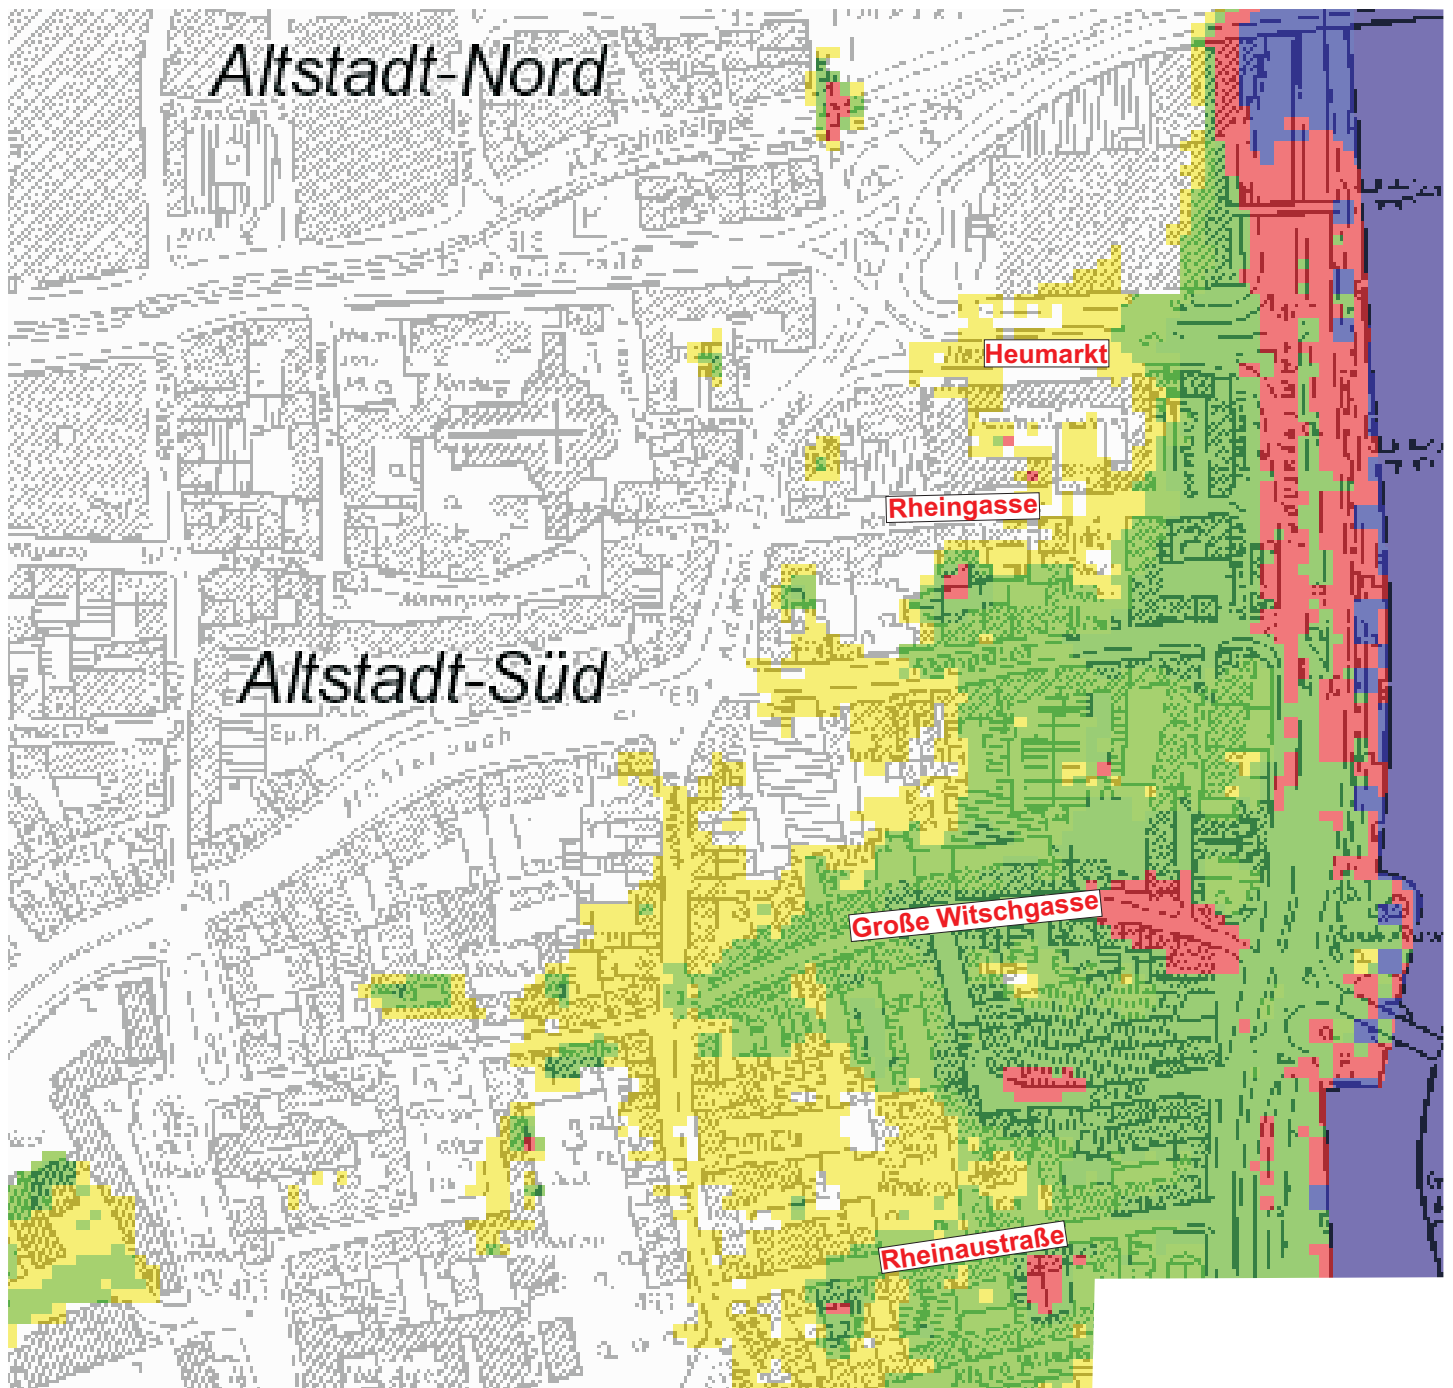 Altstadt-Nord
Heumarkt
Rheingasse
Altstadt-Süd
Große Witschgasse
Rheinaustraße